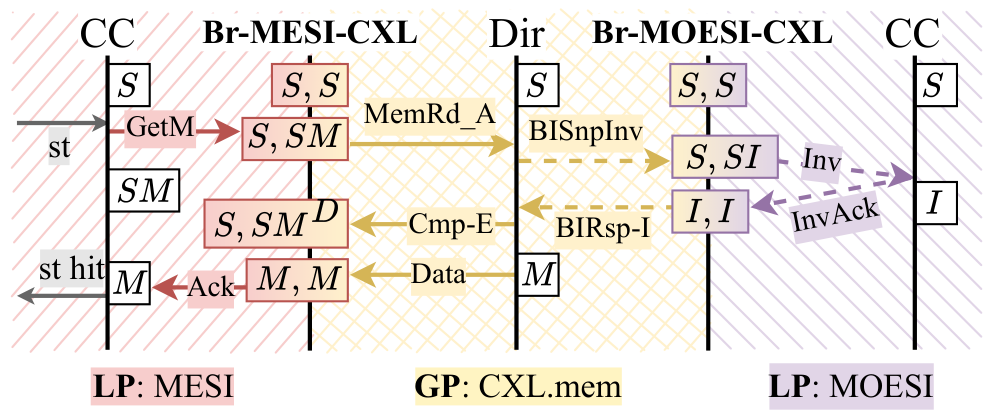 CC Br-MESI-CXL Dir Br-MOESI-CXL CC
S S, S S S, S S
st GetM S, SM MemRd_A BISnpInv S, SI Inv
SM S, SM^D Cmp-E BIRsp-I I, I InvAck I
st hit M Ack M, M Data M
LP: MESI GP: CXL.mem LP: MOESI